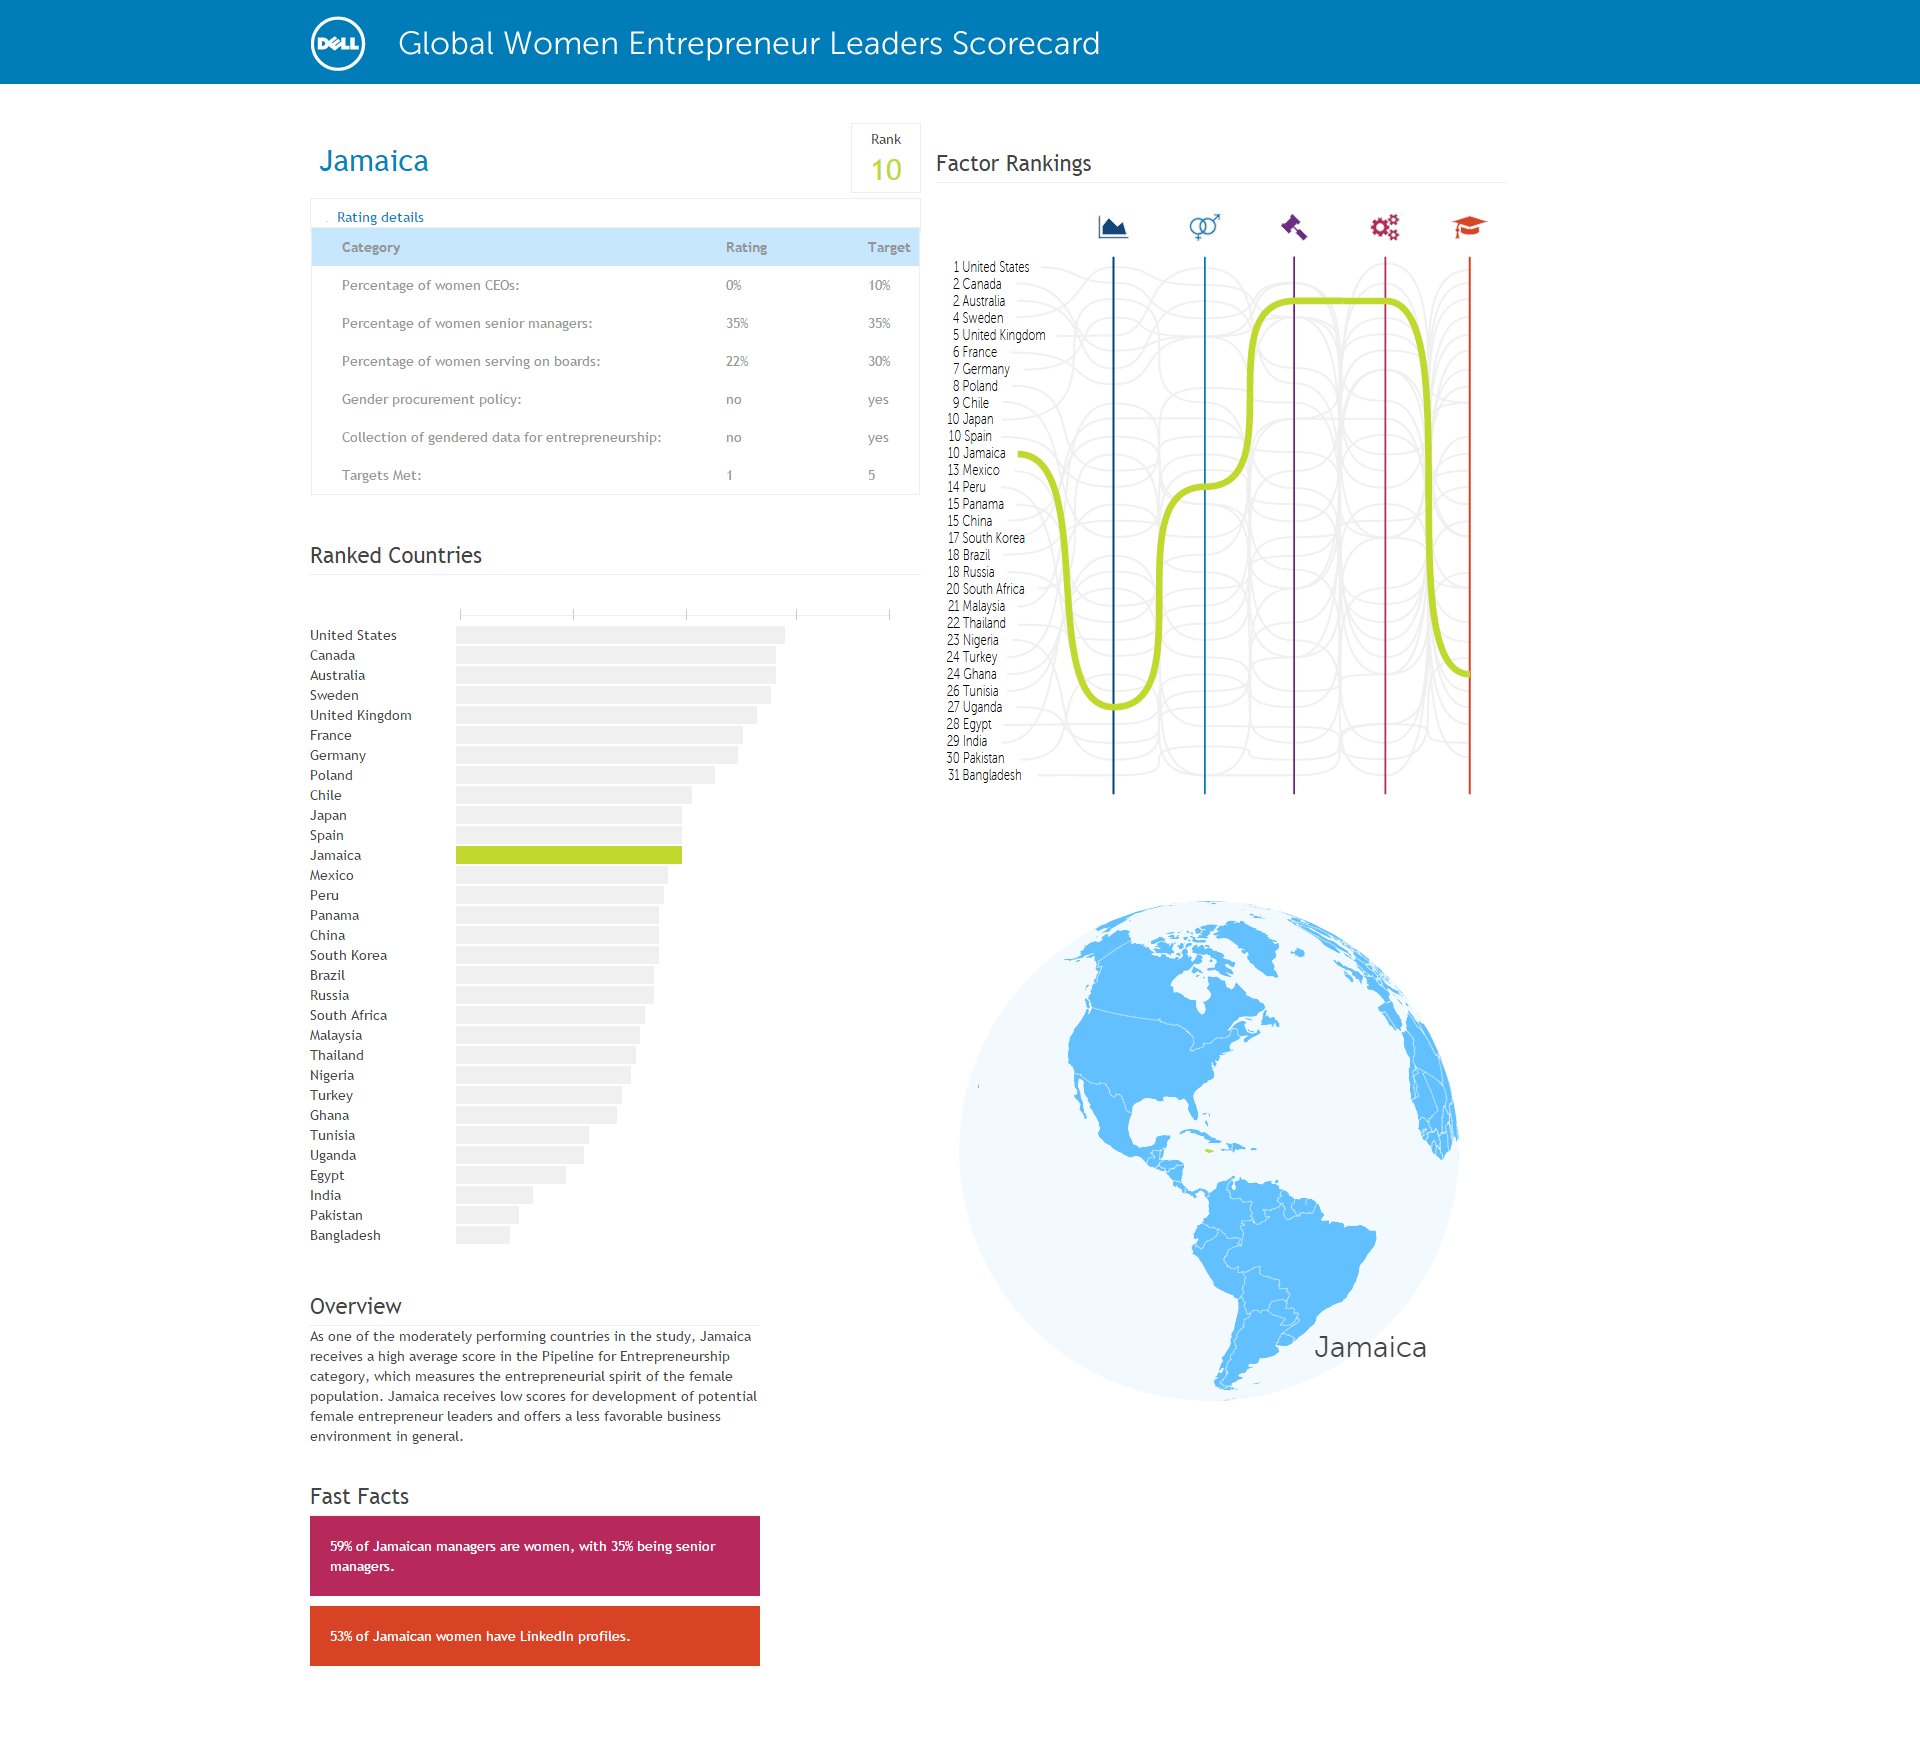 DELL
Global Women Entrepreneur Leaders Scorecard
Jamaica
Rank
10
Rating details
Category Rating Target
Percentage of women CEOs: 0% 10%
Percentage of women senior managers: 35% 35%
Percentage of women serving on boards: 22% 30%
Gender procurement policy: no yes
Collection of gendered data for entrepreneurship: no yes
Targets Met: 1 5
Ranked Countries
United States
Canada
Australia
Sweden
United Kingdom
France
Germany
Poland
Chile
Japan
Spain
Jamaica
Mexico
Peru
Panama
China
South Korea
Brazil
Russia
South Africa
Malaysia
Thailand
Nigeria
Turkey
Ghana
Tunisia
Uganda
Egypt
India
Pakistan
Bangladesh
Overview
As one of the moderately performing countries in the study, Jamaica
receives a high average score in the Pipeline for Entrepreneurship
category, which measures the entrepreneurial spirit of the female
population. Jamaica receives low scores for development of potential
female entrepreneur leaders and offers a less favorable business
environment in general.
Fast Facts
59% of Jamaican managers are women, with 35% being senior
managers.
53% of Jamaican women have LinkedIn profiles.
Factor Rankings
1 United States
2 Canada
2 Australia
4 Sweden
5 United Kingdom
6 France
7 Germany
8 Poland
9 Chile
10 Japan
10 Spain
10 Jamaica
13 Mexico
14 Peru
15 Panama
15 China
17 South Korea
18 Brazil
18 Russia
20 South Africa
21 Malaysia
22 Thailand
23 Nigeria
24 Turkey
24 Ghana
26 Tunisia
27 Uganda
28 Egypt
29 India
30 Pakistan
31 Bangladesh
Jamaica